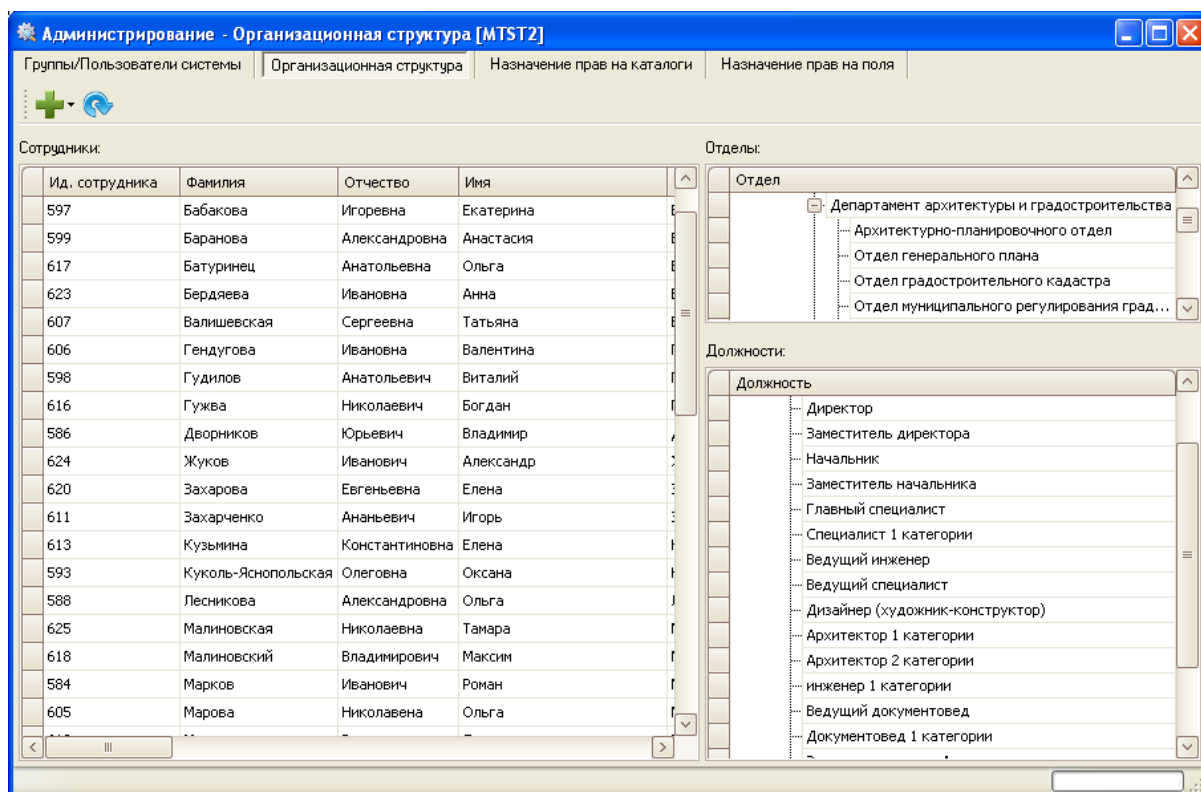 Администрирование - Организационная структура [MTST2]
Группы/Пользователи системы Организационная структура Назначение прав на каталоги Назначение прав на поля
Сотрудники:
Ид. сотрудника Фамилия Отчество Имя
597 Бабакова Игоревна Екатерина
599 Баранова Александровна Анастасия
617 Батуринец Анатольевна Ольга
623 Бердяева Ивановна Анна
607 Валишевская Сергеевна Татьяна
606 Гендугова Ивановна Валентина
598 Гудилов Анатольевич Виталий
616 Гужва Николаевич Богдан
586 Дворников Юрьевич Владимир
624 Жуков Иванович Александр
620 Захарова Евгеньевна Елена
611 Захарченко Ананьевич Игорь
613 Кузьмина Константиновна Елена
593 Куколь-Яснопольская Олеговна Оксана
588 Лесникова Александровна Ольга
625 Малиновская Николаевна Тамара
618 Малиновский Владимирович Максим
584 Марков Иванович Роман
605 Марова Николавена Ольга
Отделы:
Отдел
Департамент архитектуры и градостроительства
Архитектурно-планировочного отдел
Отдел генерального плана
Отдел градостроительного кадастра
Отдел муниципального регулирования град...
Должности:
Должность
Директор
Заместитель директора
Начальник
Заместитель начальника
Главный специалист
Специалист 1 категории
Ведущий инженер
Ведущий специалист
Дизайнер (художник-конструктор)
Архитектор 1 категории
Архитектор 2 категории
инженер 1 категории
Ведущий документовед
Документовед 1 категории